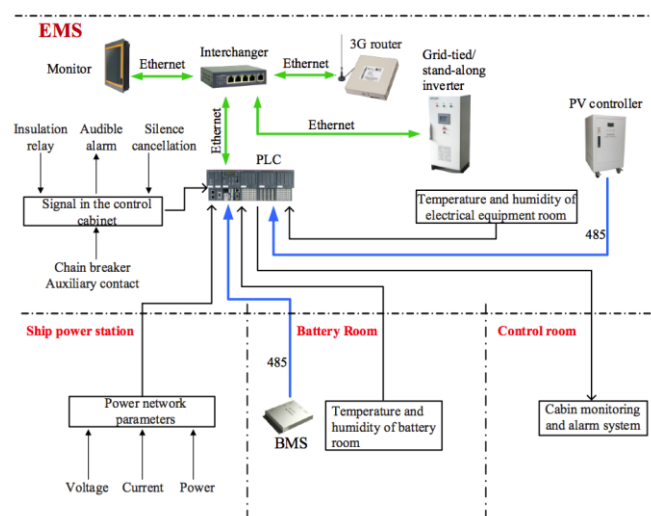 EMS
Monitor
Ethernet
Interchanger
Ethernet
3G router
Grid-tied/
stand-along
inverter
PV controller
Ethernet
Ethernet
Insulation
relay
Audible
alarm
Silence
cancellation
PLC
Signal in the control
cabinet
Temperature and humidity of
electrical equipment room
485
Chain breaker
Auxiliary contact
Ship power station
Battery Room
Control room
485
Power network
parameters
BMS
Temperature and
humidity of battery
room
Cabin monitoring
and alarm system
Voltage
Current
Power